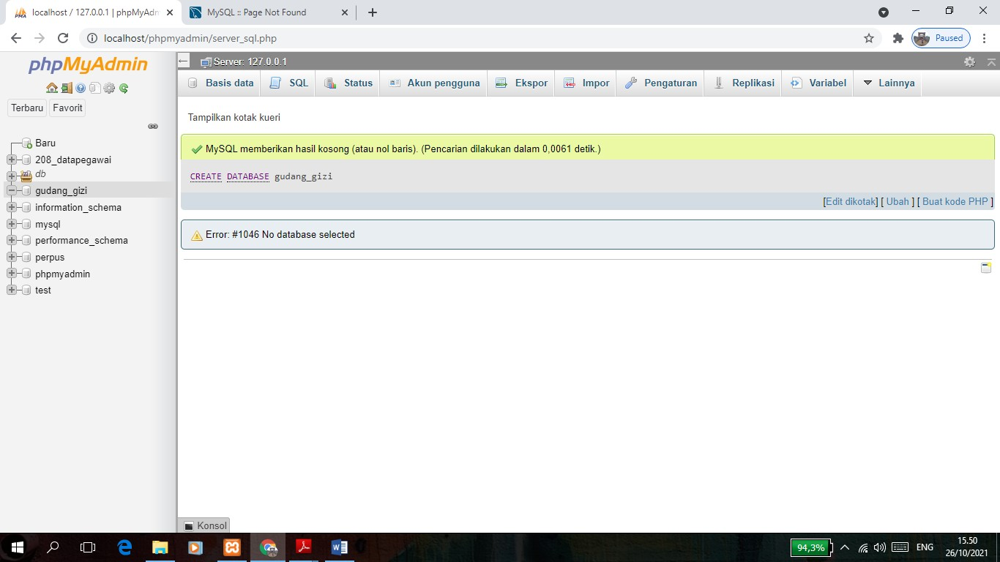 localhost / 127.0.0.1 | phpMyAdm
MySQL :: Page Not Found
localhost/phpmyadmin/server_sql.php
Paused
phpMyAdmin
Terbaru
Favorit
Baru
208_datapegawai
db
gudang_gizi
information_schema
mysql
performance_schema
perpus
phpmyadmin
test
Server: 127.0.0.1
Basis data
SQL
Status
Akun pengguna
Ekspor
Impor
Pengaturan
Replikasi
Variabel
Lainnya
Tampilkan kotak kueri
MySQL memberikan hasil kosong (atau nol baris). (Pencarian dilakukan dalam 0,0061 detik.)
CREATE DATABASE gudang_gizi
[Edit dikotak] [ Ubah ] [ Buat kode PHP ]
Error: #1046 No database selected
Konsol
94,3%
ENG
15.50
26/10/2021